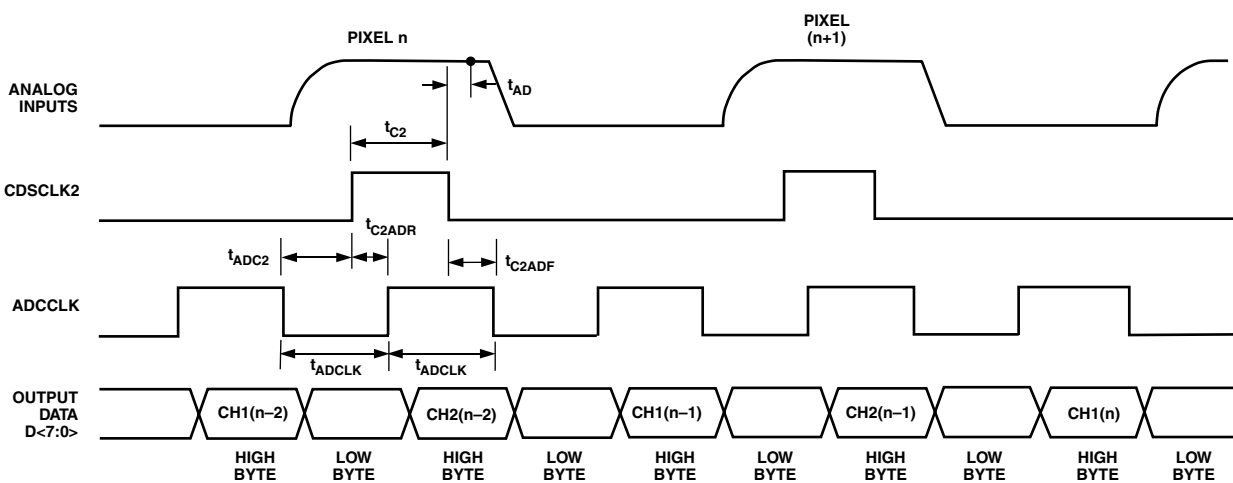 PIXEL n
PIXEL
(n+1)
ANALOG
INPUTS
tAD
tC2
CDSCLK2
tADC2
tC2ADR
tC2ADF
ADCCLK
tADCLK
tADCLK
OUTPUT
DATA
D<7:0>
CH1(n–2)
CH2(n–2)
CH1(n–1)
CH2(n–1)
CH1(n)
HIGH
BYTE
LOW
BYTE
HIGH
BYTE
LOW
BYTE
HIGH
BYTE
LOW
BYTE
HIGH
BYTE
LOW
BYTE
HIGH
BYTE
LOW
BYTE